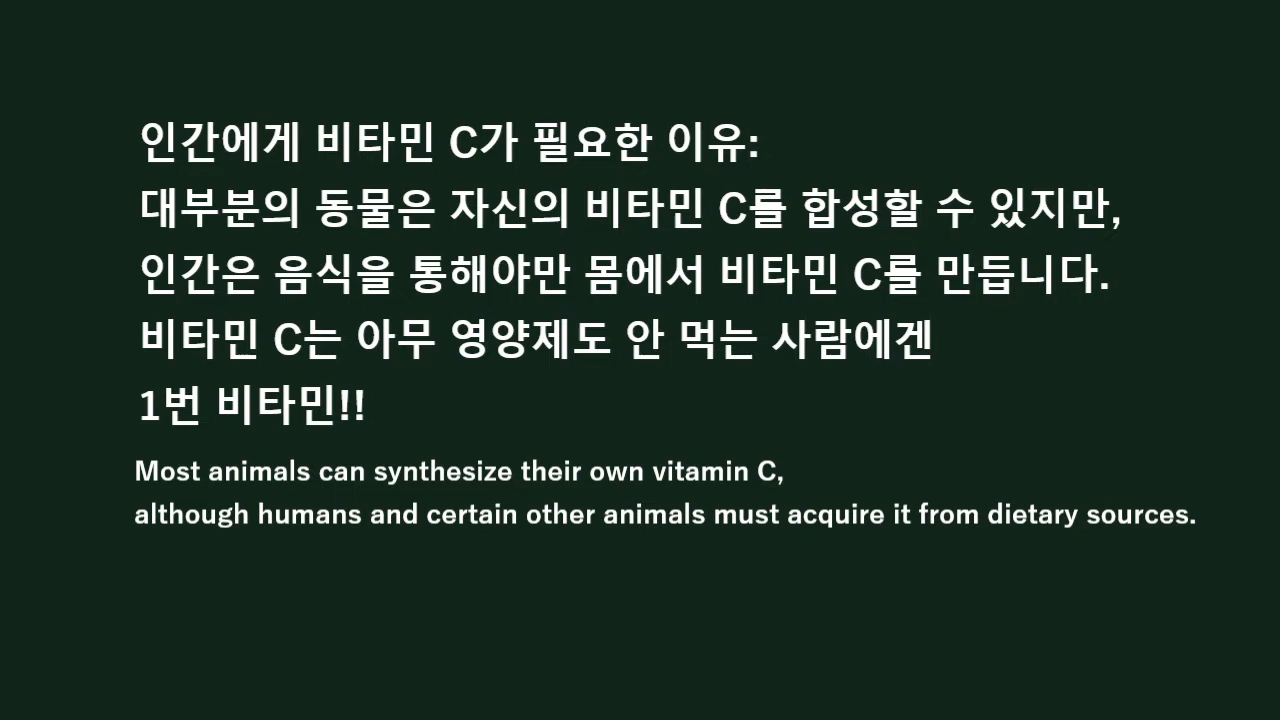 인간에게 비타민 C가 필요한 이유:
대부분의 동물은 자신의 비타민 C를 합성할 수 있지만,
인간은 음식을 통해야만 몸에서 비타민 C를 만듭니다.
비타민 C는 아무 영양제도 안 먹는 사람에겐
1번 비타민!!
Most animals can synthesize their own vitamin C,
although humans and certain other animals must acquire it from dietary sources.